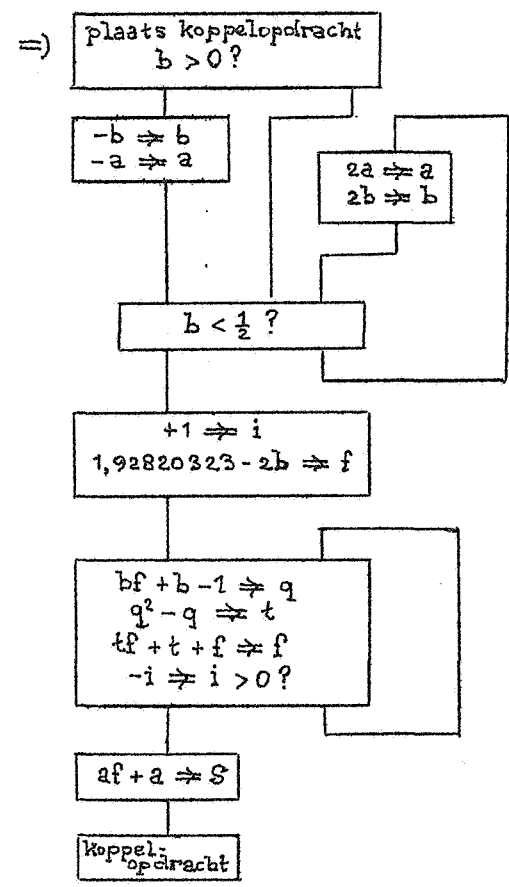 =) plaats koppelopdracht
b > 0 ?
-b ⇒ b
-a ⇒ a
2a ⇒ a
2b ⇒ b
b < 1/2 ?
+1 ⇒ i
1,92820323 - 2b ⇒ f
bf + b - 1 ⇒ q
q² - q ⇒ t
tf + t + f ⇒ f
-i ⇒ i > 0 ?
af + a ⇒ S
koppel-
opdracht